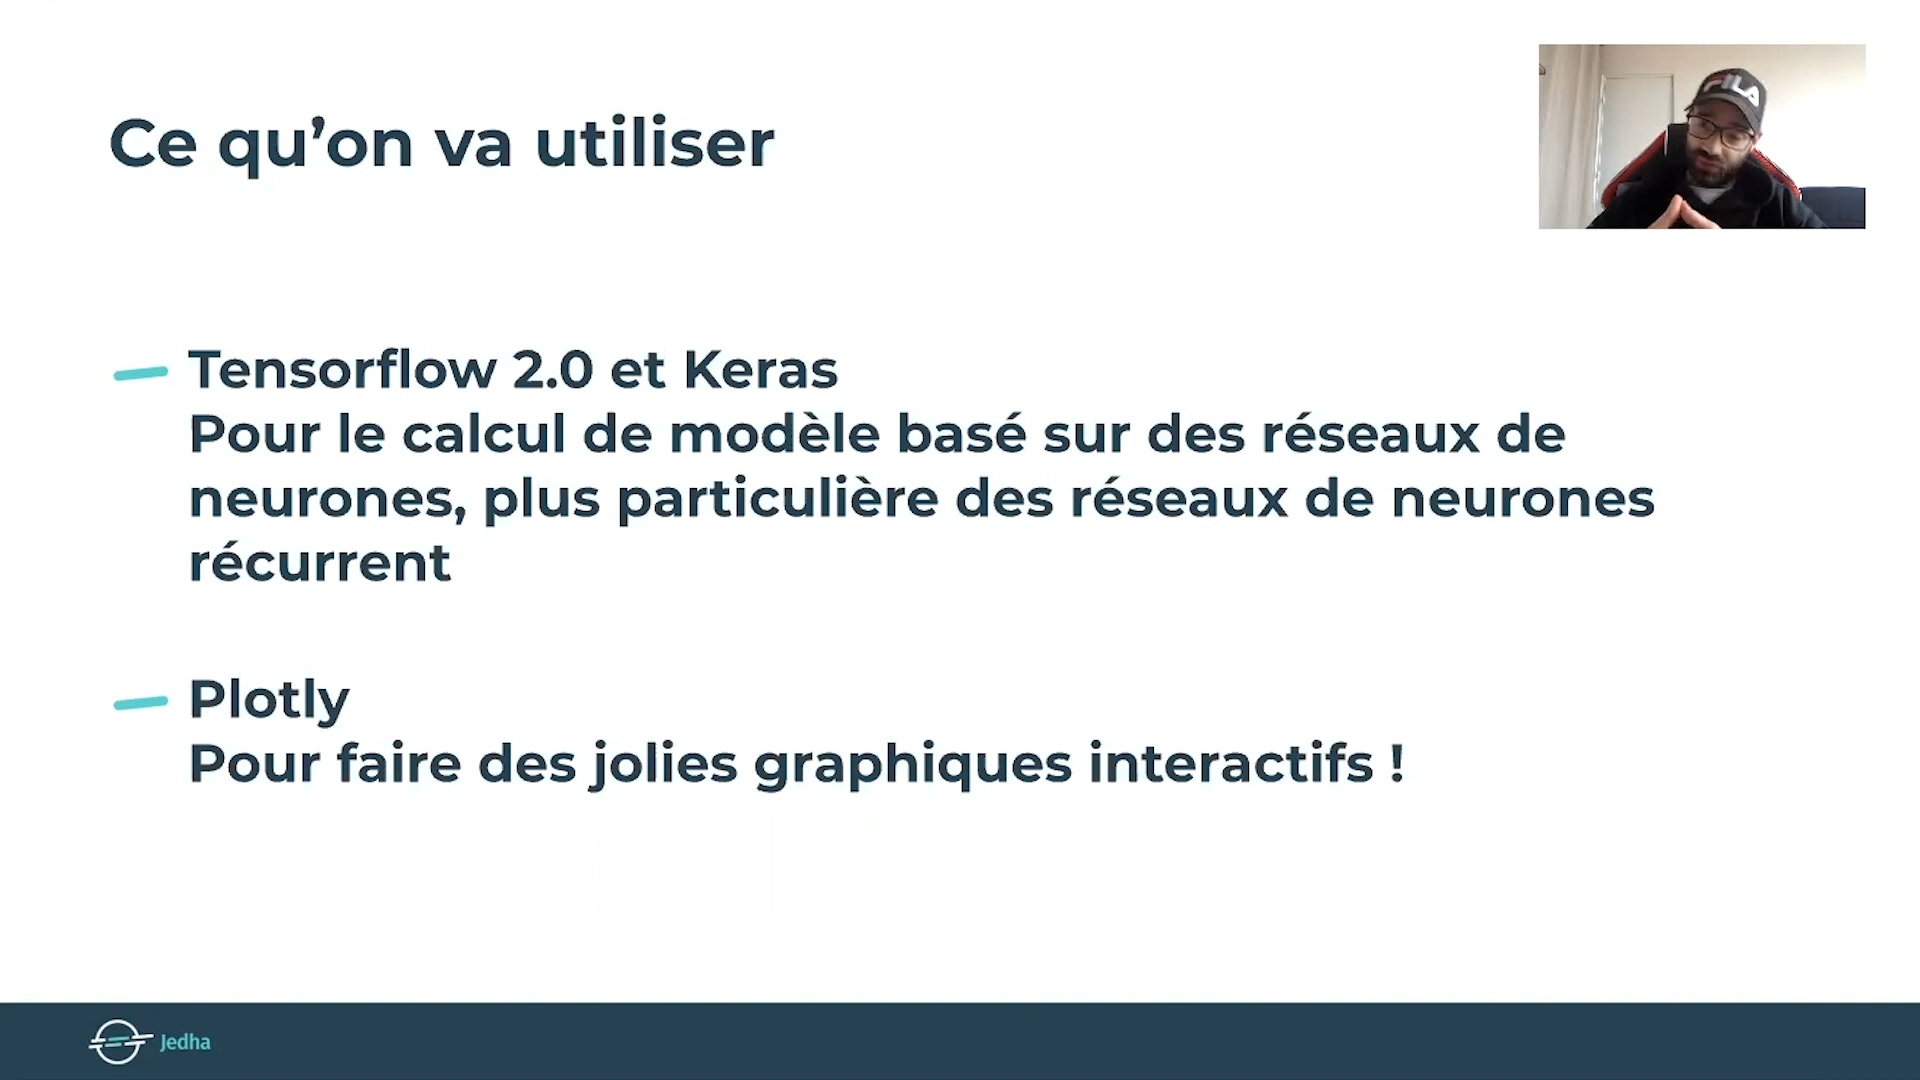 Ce qu’on va utiliser
FILA
Tensorflow 2.0 et Keras
Pour le calcul de modèle basé sur des réseaux de
neurones, plus particulière des réseaux de neurones
récurrent
Plotly
Pour faire des jolies graphiques interactifs !
Jedha